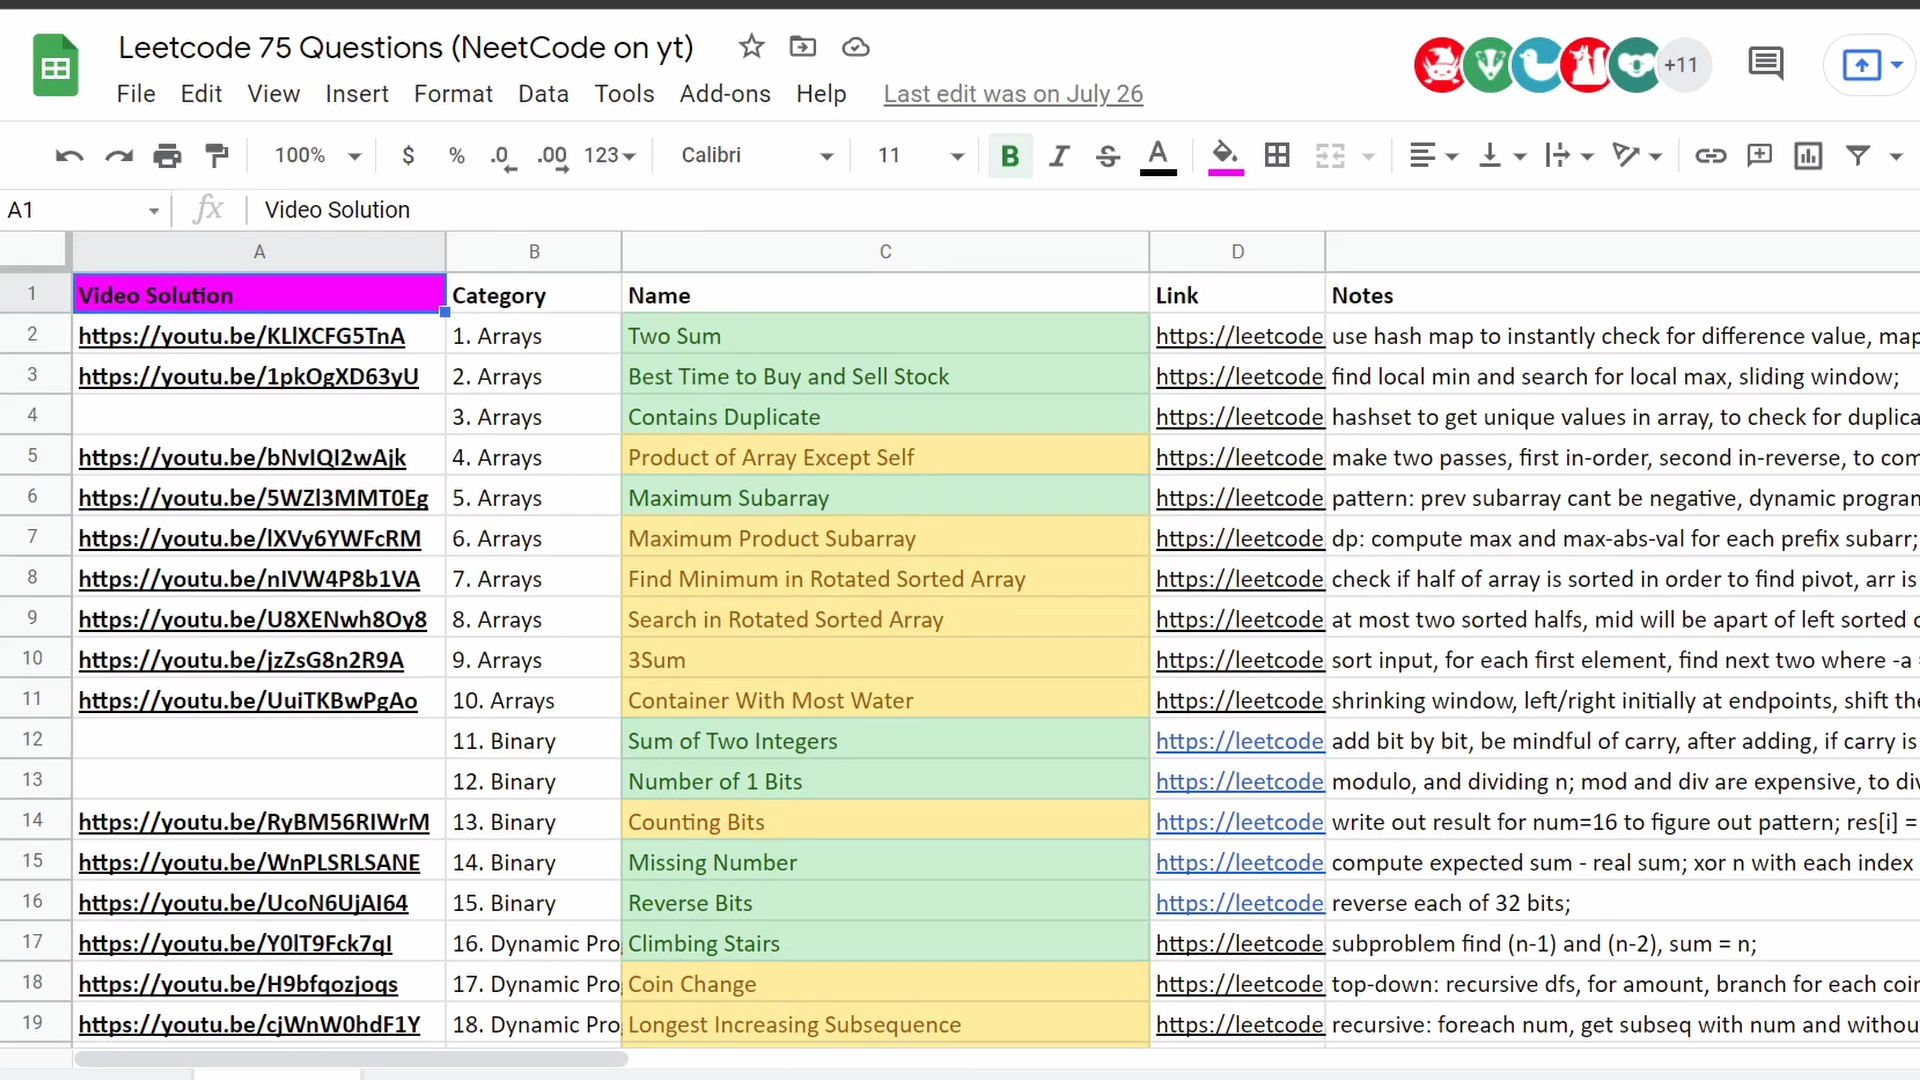 Leetcode 75 Questions (NeetCode on yt)
+11
File Edit View Insert Format Data Tools Add-ons Help Last edit was on July 26
100% $ % .0 .00 123 Calibri 11 B I S A
A1 fx Video Solution
A B C D
1 Video Solution Category Name Link Notes
2 https://youtu.be/KLlXCFG5TnA 1. Arrays Two Sum https://leetcode. use hash map to instantly check for difference value, map
3 https://youtu.be/1pkOgXD63yU 2. Arrays Best Time to Buy and Sell Stock https://leetcode. find local min and search for local max, sliding window;
4 3. Arrays Contains Duplicate https://leetcode. hashset to get unique values in array, to check for duplica
5 https://youtu.be/bNvIQI2wAjk 4. Arrays Product of Array Except Self https://leetcode. make two passes, first in-order, second in-reverse, to com
6 https://youtu.be/5WZl3MMT0Eg 5. Arrays Maximum Subarray https://leetcode. pattern: prev subarray cant be negative, dynamic program
7 https://youtu.be/lXVy6YWFcRM 6. Arrays Maximum Product Subarray https://leetcode. dp: compute max and max-abs-val for each prefix subarr;
8 https://youtu.be/nIVW4P8b1VA 7. Arrays Find Minimum in Rotated Sorted Array https://leetcode. check if half of array is sorted in order to find pivot, arr is
9 https://youtu.be/U8XENwh8Oy8 8. Arrays Search in Rotated Sorted Array https://leetcode. at most two sorted halfs, mid will be apart of left sorted o
10 https://youtu.be/jzZsG8n2R9A 9. Arrays 3Sum https://leetcode. sort input, for each first element, find next two where -a =
11 https://youtu.be/UuiTKBwPgAo 10. Arrays Container With Most Water https://leetcode. shrinking window, left/right initially at endpoints, shift the
12 11. Binary Sum of Two Integers https://leetcode. add bit by bit, be mindful of carry, after adding, if carry is
13 12. Binary Number of 1 Bits https://leetcode. modulo, and dividing n; mod and div are expensive, to div
14 https://youtu.be/RyBM56RIWrM 13. Binary Counting Bits https://leetcode. write out result for num=16 to figure out pattern; res[i] =
15 https://youtu.be/WnPLSRLSANE 14. Binary Missing Number https://leetcode. compute expected sum - real sum; xor n with each index
16 https://youtu.be/UcoN6UjAI64 15. Binary Reverse Bits https://leetcode. reverse each of 32 bits;
17 https://youtu.be/Y0lT9Fck7qI 16. Dynamic Pro Climbing Stairs https://leetcode. subproblem find (n-1) and (n-2), sum = n;
18 https://youtu.be/H9bfqozjoqs 17. Dynamic Pro Coin Change https://leetcode. top-down: recursive dfs, for amount, branch for each coin
19 https://youtu.be/cjWnW0hdF1Y 18. Dynamic Pro Longest Increasing Subsequence https://leetcode. recursive: foreach num, get subseq with num and withou